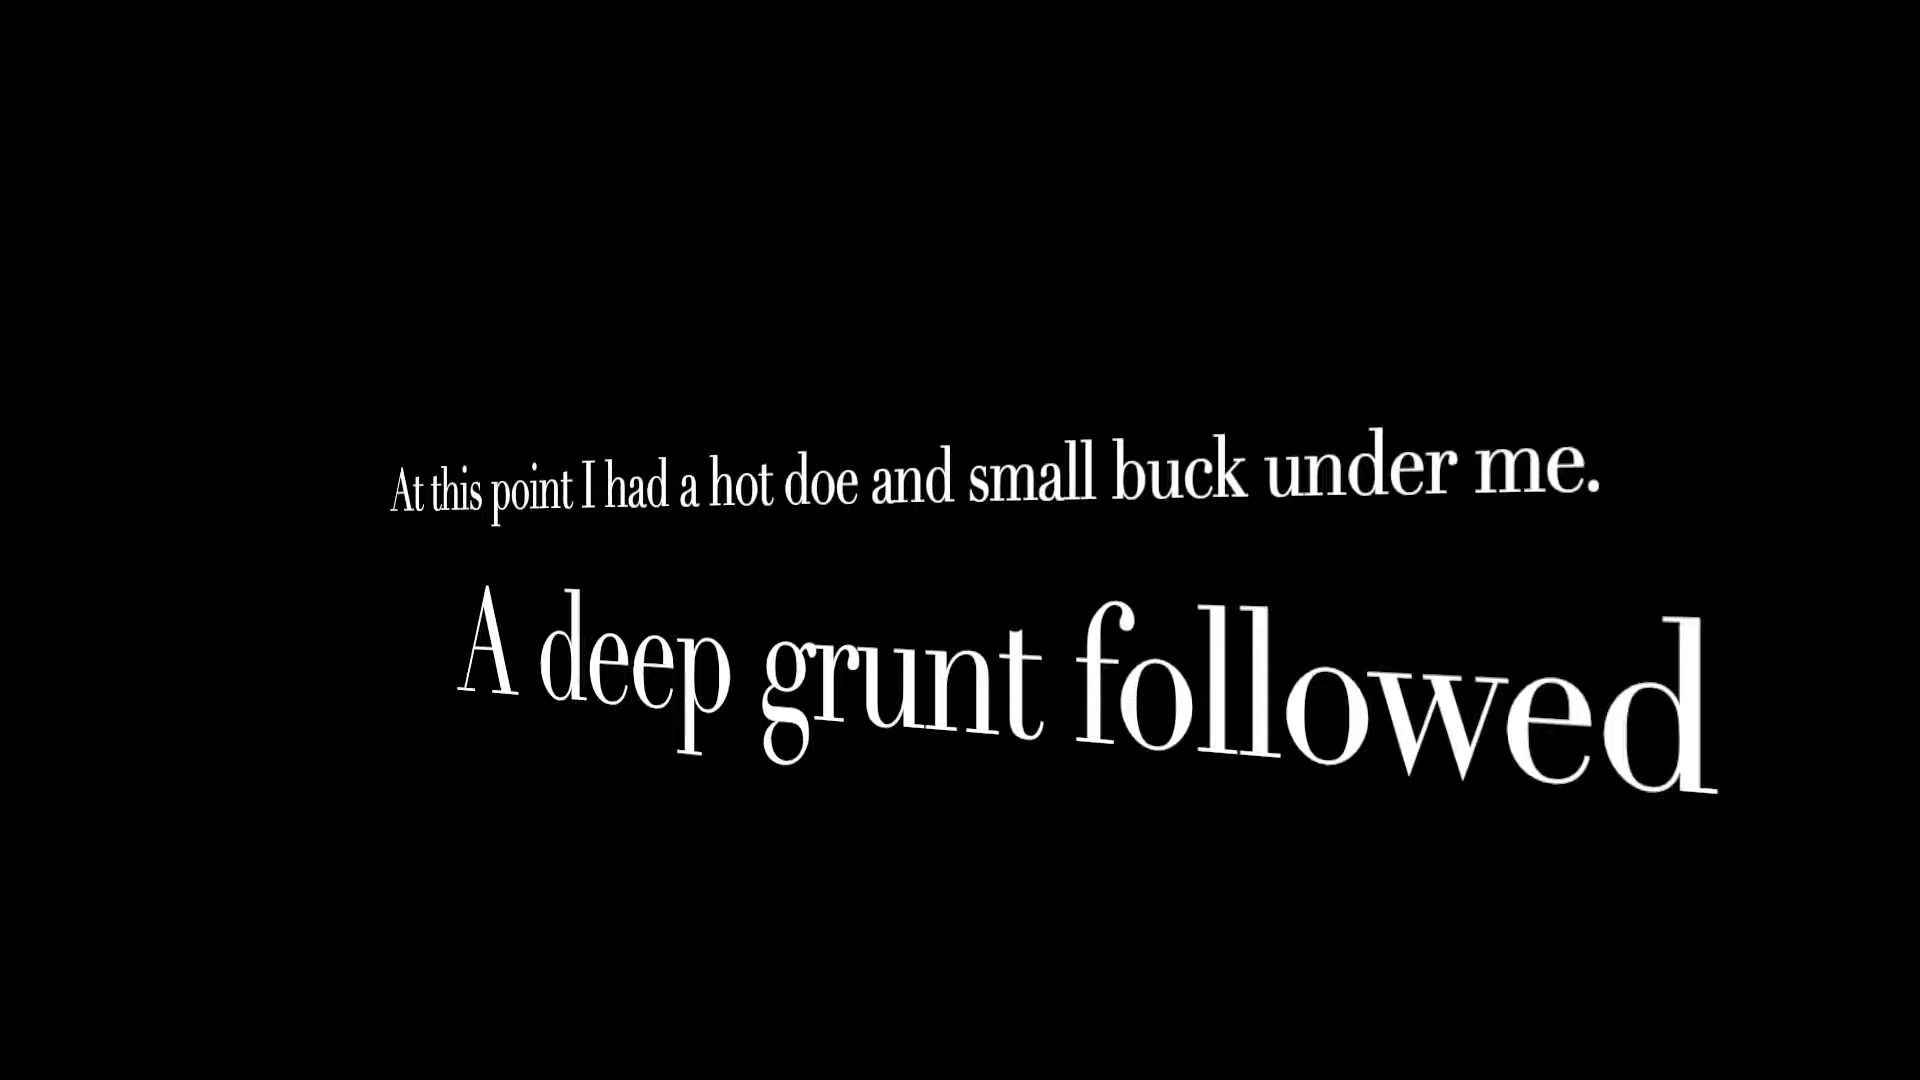 At this point I had a hot doe and small buck under me.
A deep grunt followed